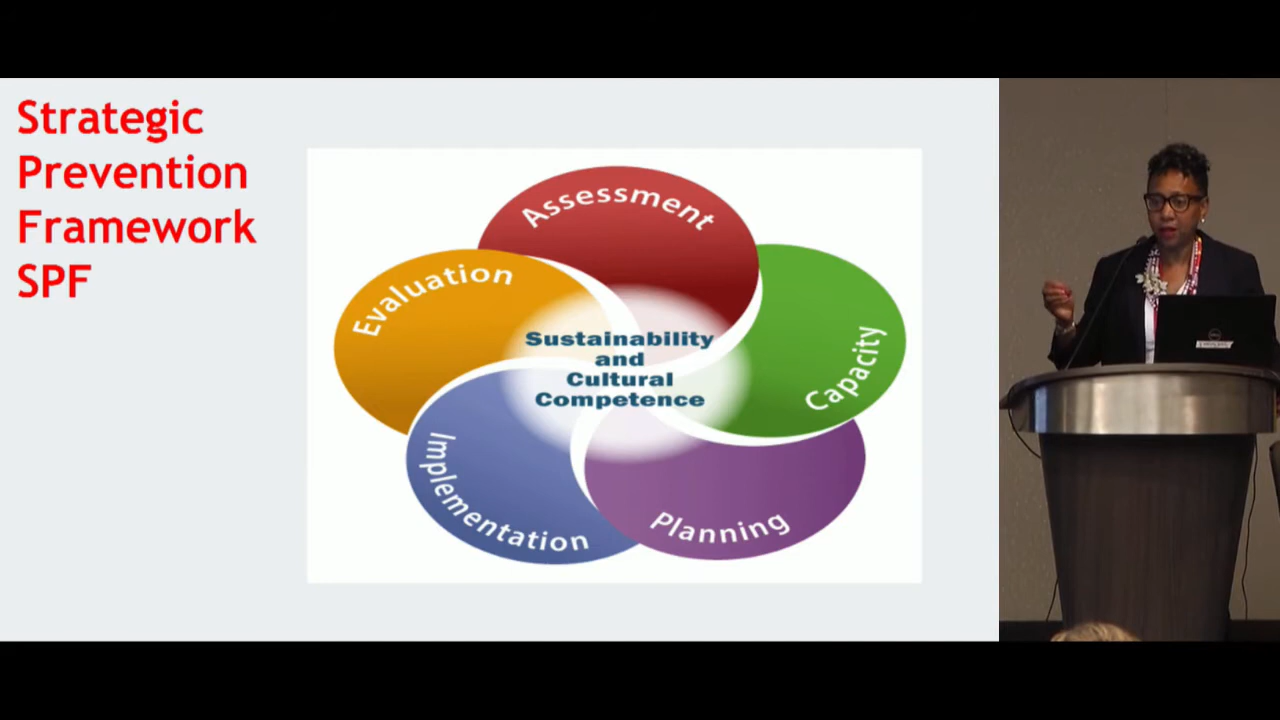 Strategic
Prevention
Framework
SPF
Assessment
Evaluation
Capacity
Sustainability
and
Cultural
Competence
Implementation
Planning